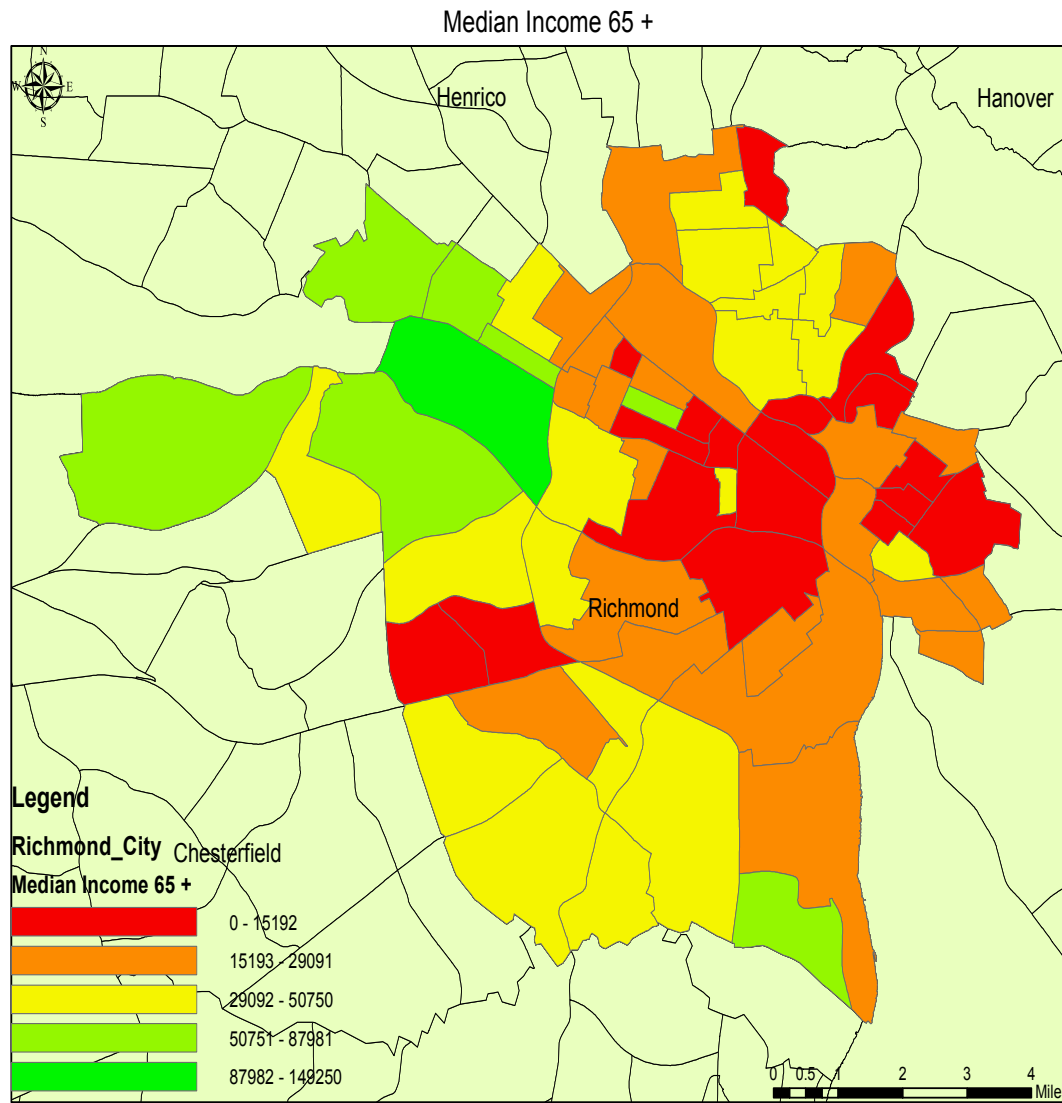 Median Income 65 +
N
W E
S
Henrico
Hanover
Richmond
Legend
Richmond_City
Chesterfield
Median Income 65 +
0 - 15192
15193 - 29091
29092 - 50750
50751 - 87981
87982 - 149250
0 0.5 1 2 3 4
Mile